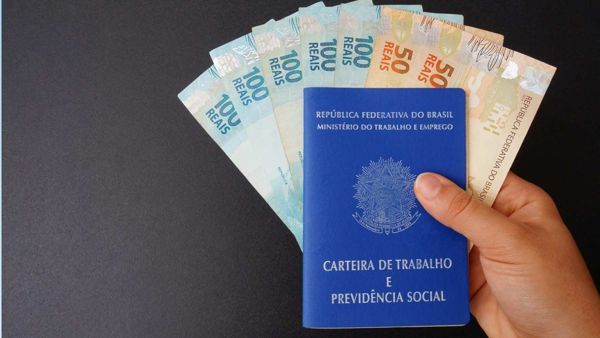 100
REAIS
100
REAIS
100
REAIS
100
REAIS
100
REAIS
50
REAIS
50
REAIS
REPÚBLICA FEDERATIVA DO BRASIL
REPÚBLICA FEDERATIVA DO BRASIL
MINISTÉRIO DO TRABALHO E EMPREGO
CARTEIRA DE TRABALHO
E
PREVIDÊNCIA SOCIAL